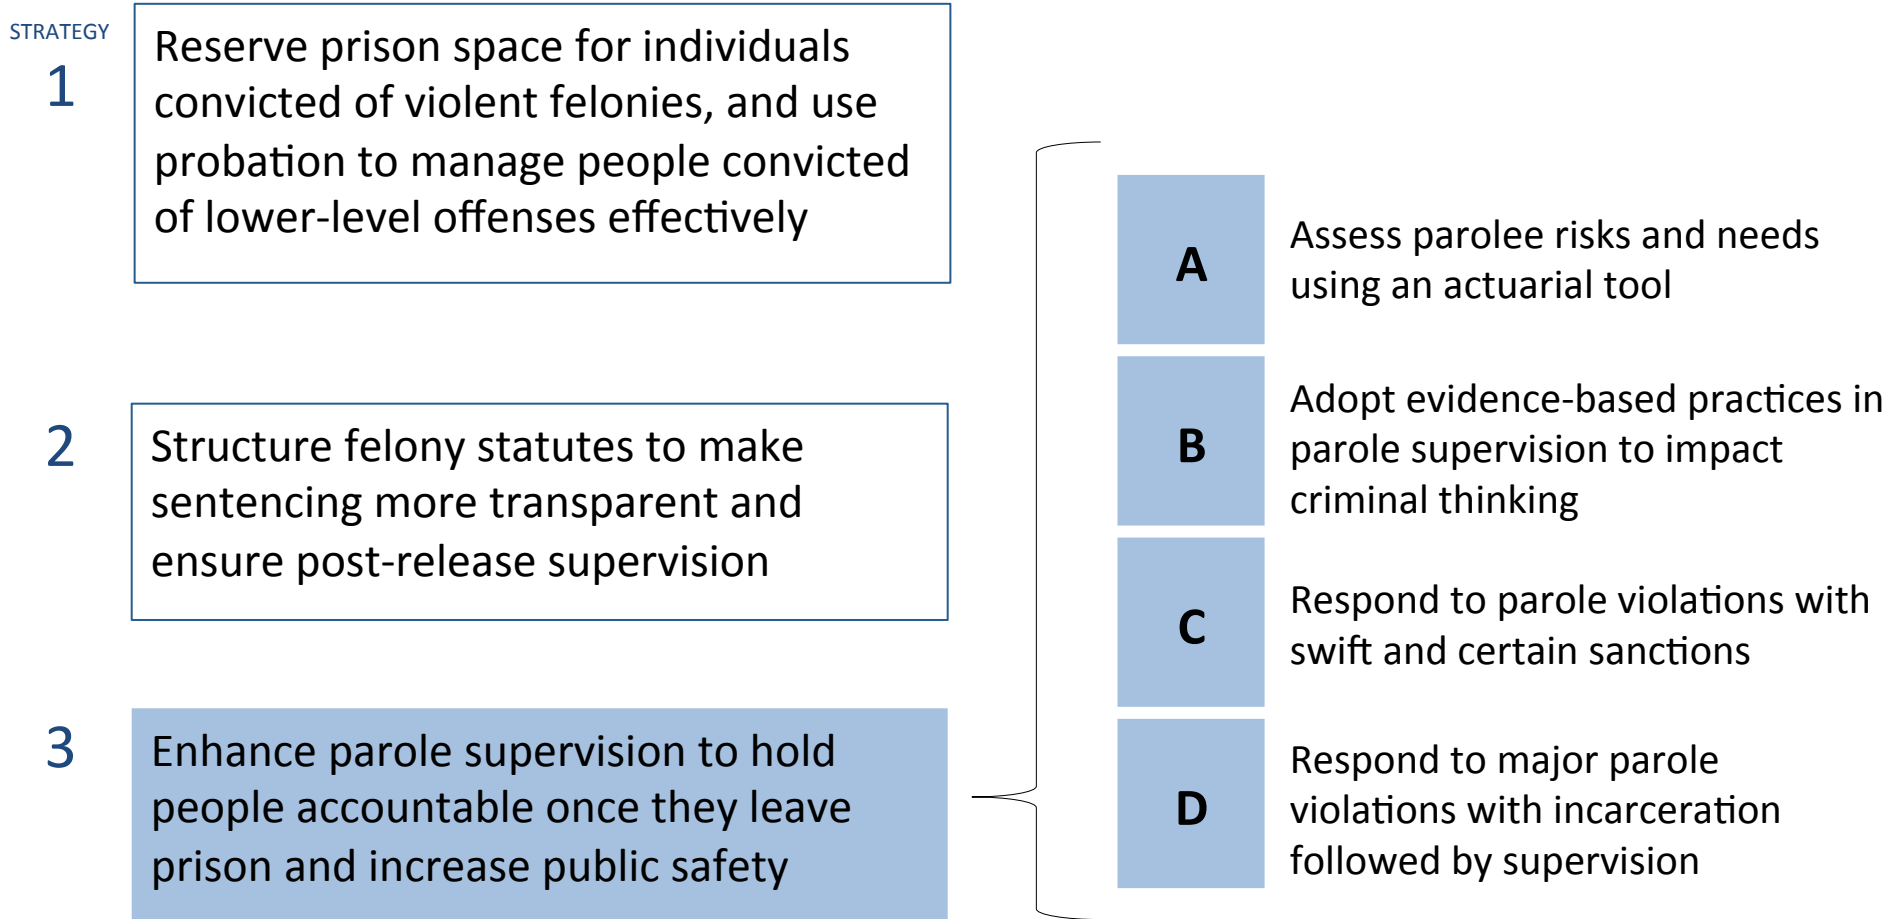 STRATEGY
1
Reserve prison space for individuals
convicted of violent felonies, and use
probation to manage people convicted
of lower-level offenses effectively
2
Structure felony statutes to make
sentencing more transparent and
ensure post-release supervision
3
Enhance parole supervision to hold
people accountable once they leave
prison and increase public safety
A
Assess parolee risks and needs
using an actuarial tool
B
Adopt evidence-based practices in
parole supervision to impact
criminal thinking
C
Respond to parole violations with
swift and certain sanctions
D
Respond to major parole
violations with incarceration
followed by supervision